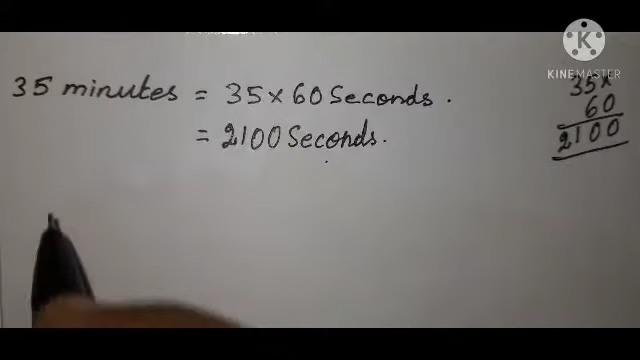 35 minutes = 35 x 60 Seconds.
= 2100 Seconds.
KINEMASTER
35 x
60
2100